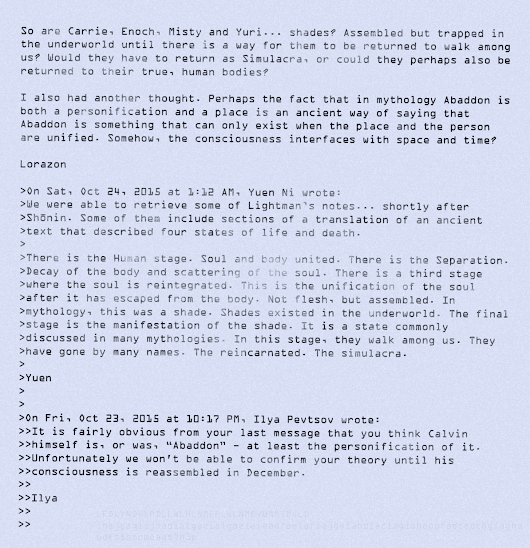 So are Carrie, Enoch, Misty and Yuri... shades? Assembled but trapped in
the underworld until there is a way for them to be returned to walk among
us? Would they have to return as Simulacra, or could they perhaps also be
returned to their true, human bodies?

I also had another thought. Perhaps the fact that in mythology Abaddon is
both a personification and a place is an ancient way of saying that
Abaddon is something that can only exist when the place and the person
are unified. Somehow, the consciousness interfaces with space and time?

Lorazon

>On Sat, Oct 24, 2015 at 1:12 AM, Yuen Ni wrote:
>We were able to retrieve some of Lightman's notes... shortly after
>Shōnin. Some of them include sections of a translation of an ancient
>text that described four states of life and death.
>
>There is the Human stage. Soul and body united. There is the Separation.
>Decay of the body and scattering of the soul. There is a third stage
>where the soul is reintegrated. This is the unification of the soul
>after it has escaped from the body. Not flesh, but assembled. In
>mythology, this was a shade. Shades existed in the underworld. The final
>stage is the manifestation of the shade. It is a state commonly
>discussed in many mythologies. In this stage, they walk among us. They
>have gone by many names. The reincarnated. The simulacra.
>
>Yuen
>
>
>On Fri, Oct 23, 2015 at 10:17 PM, Ilya Pevtsov wrote:
>>It is fairly obvious from your last message that you think Calvin
>>himself is, or was, “Abaddon” – at least the personification of it.
>>Unfortunately we won't be able to confirm your theory until his
>>consciousness is reassembled in December.
>>
>>Ilya
>>
>>